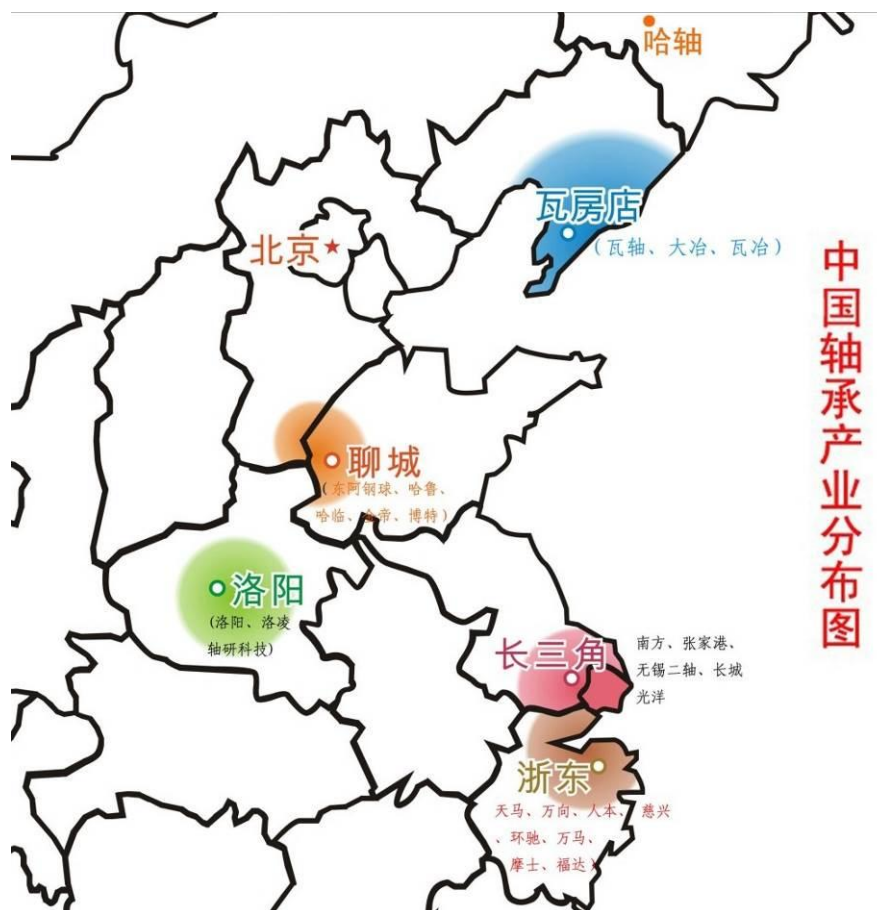 哈轴
瓦房店
（瓦轴、大冶、瓦冶）
北京
中国轴承产业分布图
聊城
（东阿钢球、哈鲁、
哈临、金帝、博特）
洛阳
(洛阳、洛凌
轴研科技)
长三角
南方、张家港、
无锡二轴、长城
光洋
浙东
天马、万向、人本、 慈兴
、环驰、万马、
摩士、福达）